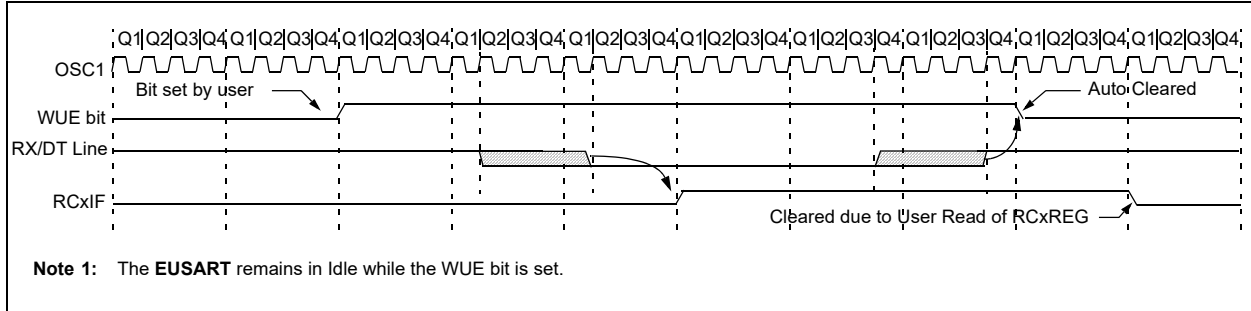 Q1|Q2|Q3|Q4 Q1|Q2|Q3|Q4 Q1|Q2|Q3|Q4 Q1|Q2|Q3|Q4 Q1|Q2|Q3|Q4 Q1|Q2|Q3|Q4 Q1|Q2|Q3|Q4 Q1|Q2|Q3|Q4 Q1|Q2|Q3|Q4 Q1|Q2|Q3|Q4
OSC1
Bit set by user
Auto Cleared
WUE bit
RX/DT Line
RCxIF
Cleared due to User Read of RCxREG
Note 1: The EUSART remains in Idle while the WUE bit is set.